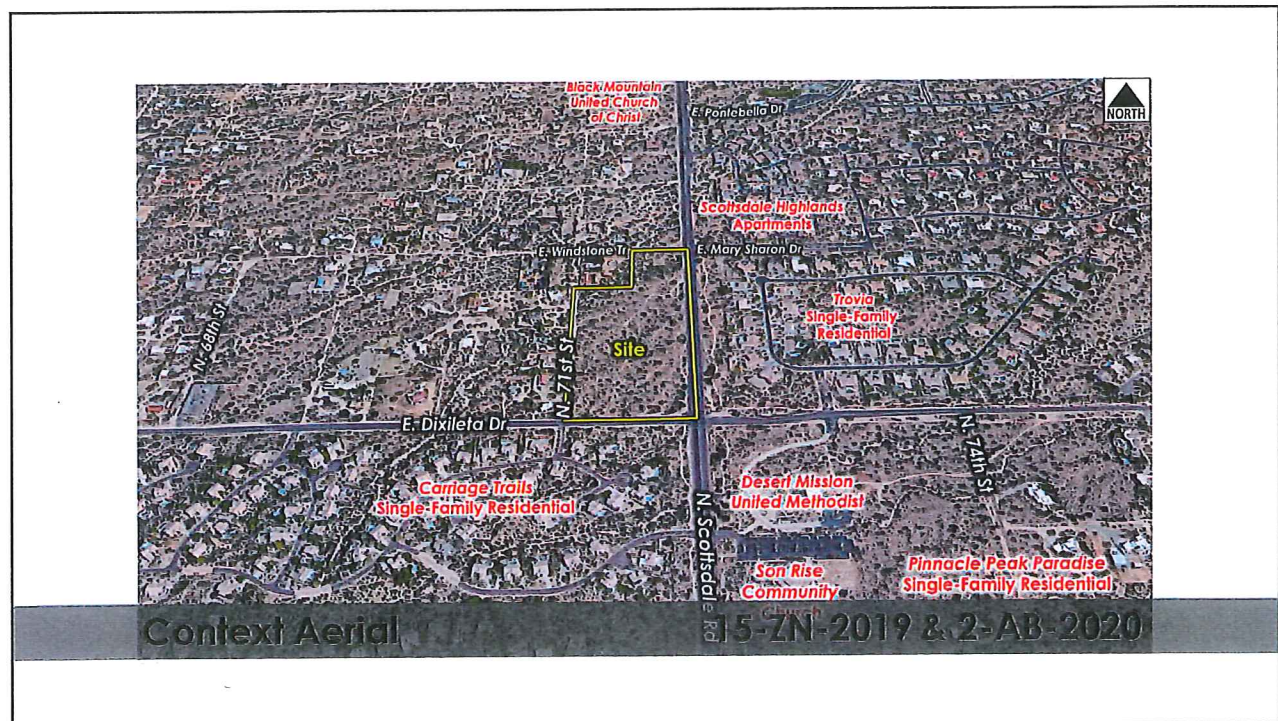 Black Mountain
United Church
of Christ
E. Pontebella Dr
NORTH
Scottsdale Highlands
Apartments
E. Windstone Tr
E. Mary Sharon Dr
N. 68th St
Trovia
Single-Family
Residential
Site
N. 71st St
E. Dixileta Dr
N. 74th St
Carriage Trails
Single-Family Residential
Desert Mission
United Methodist
N. Scottsdale Rd
Son Rise
Community
Church
Pinnacle Peak Paradise
Single-Family Residential
Context Aerial
15-ZN-2019 & 2-AB-2020